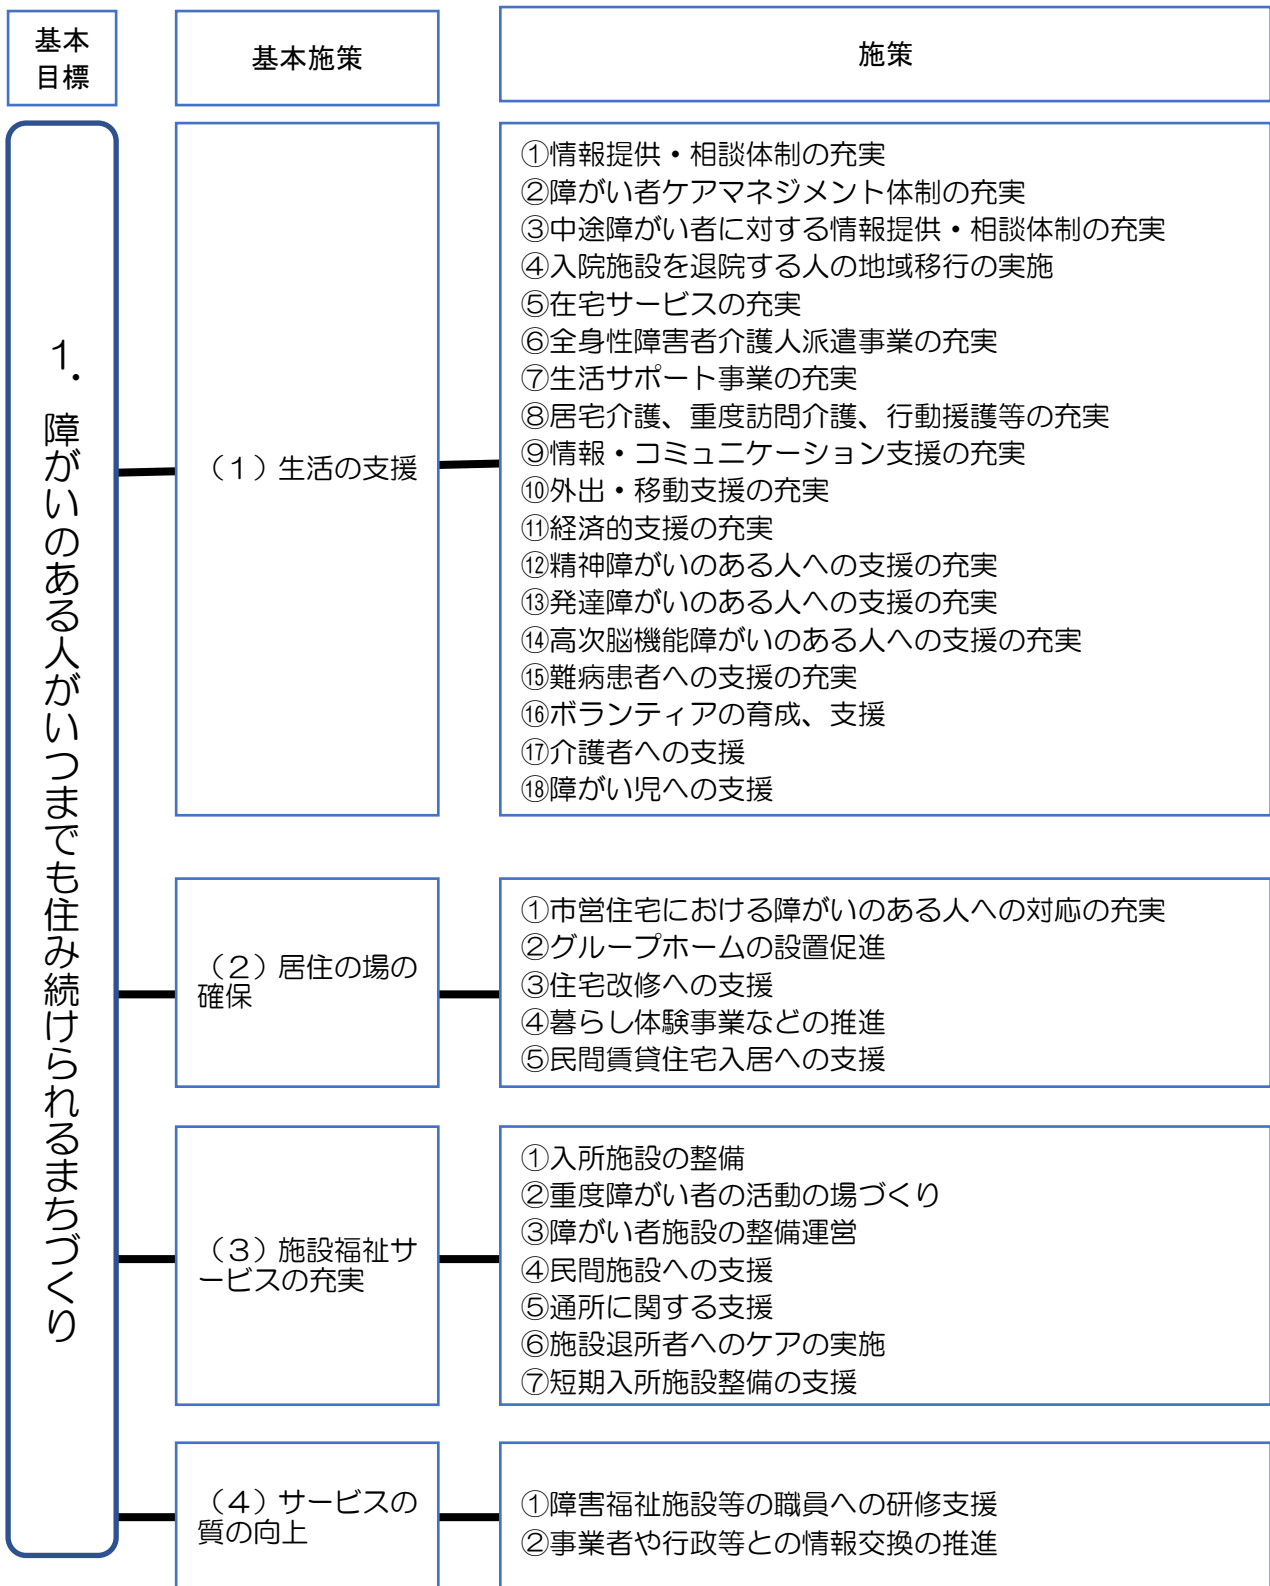 基本
目標
基本施策
施策
1．障がいのある人がいつまでも住み続けられるまちづくり
（１）生活の支援
①情報提供・相談体制の充実
②障がい者ケアマネジメント体制の充実
③中途障がい者に対する情報提供・相談体制の充実
④入院施設を退院する人の地域移行の実施
⑤在宅サービスの充実
⑥全身性障害者介護人派遣事業の充実
⑦生活サポート事業の充実
⑧居宅介護、重度訪問介護、行動援護等の充実
⑨情報・コミュニケーション支援の充実
⑩外出・移動支援の充実
⑪経済的支援の充実
⑫精神障がいのある人への支援の充実
⑬発達障がいのある人への支援の充実
⑭高次脳機能障がいのある人への支援の充実
⑮難病患者への支援の充実
⑯ボランティアの育成、支援
⑰介護者への支援
⑱障がい児への支援
（２）居住の場の
確保
①市営住宅における障がいのある人への対応の充実
②グループホームの設置促進
③住宅改修への支援
④暮らし体験事業などの推進
⑤民間賃貸住宅入居への支援
（３）施設福祉サ
ービスの充実
①入所施設の整備
②重度障がい者の活動の場づくり
③障がい者施設の整備運営
④民間施設への支援
⑤通所に関する支援
⑥施設退所者へのケアの実施
⑦短期入所施設整備の支援
（４）サービスの
質の向上
①障害福祉施設等の職員への研修支援
②事業者や行政等との情報交換の推進